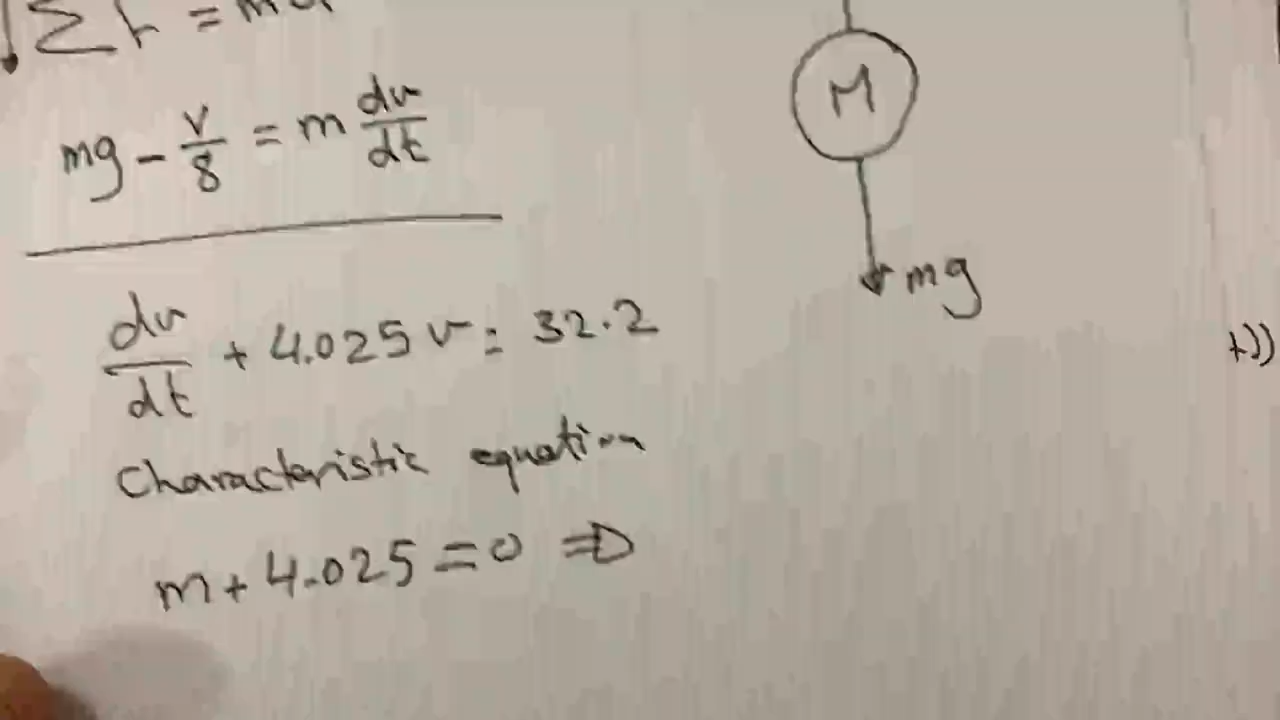 mg - v/8 = m dv/dt
M
mg
dv/dt + 4.025 v = 32.2
Characteristic equation
m + 4.025 = 0 ⇒